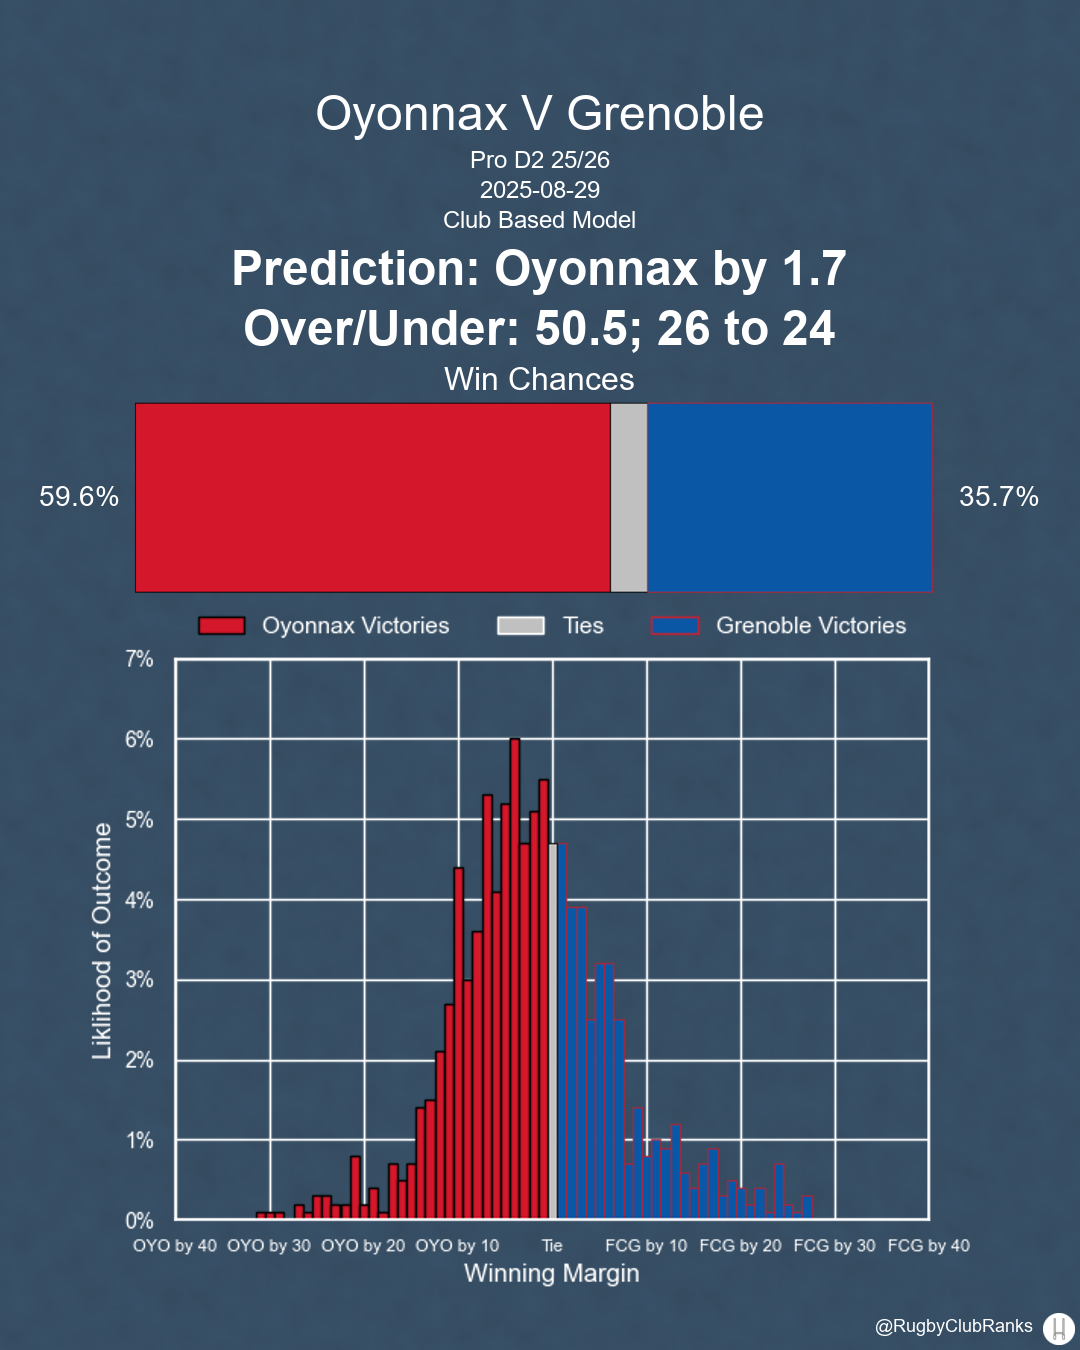 Oyonnax V Grenoble
Pro D2 25/26
2025-08-29
Club Based Model
Prediction: Oyonnax by 1.7
Over/Under: 50.5; 26 to 24
Win Chances
59.6%
35.7%
Oyonnax Victories
Ties
Grenoble Victories
7%
6%
5%
4%
3%
2%
1%
0%
Liklihood of Outcome
OYO by 40
OYO by 30
OYO by 20
OYO by 10
Tie
FCG by 10
FCG by 20
FCG by 30
FCG by 40
Winning Margin
@RugbyClubRanks